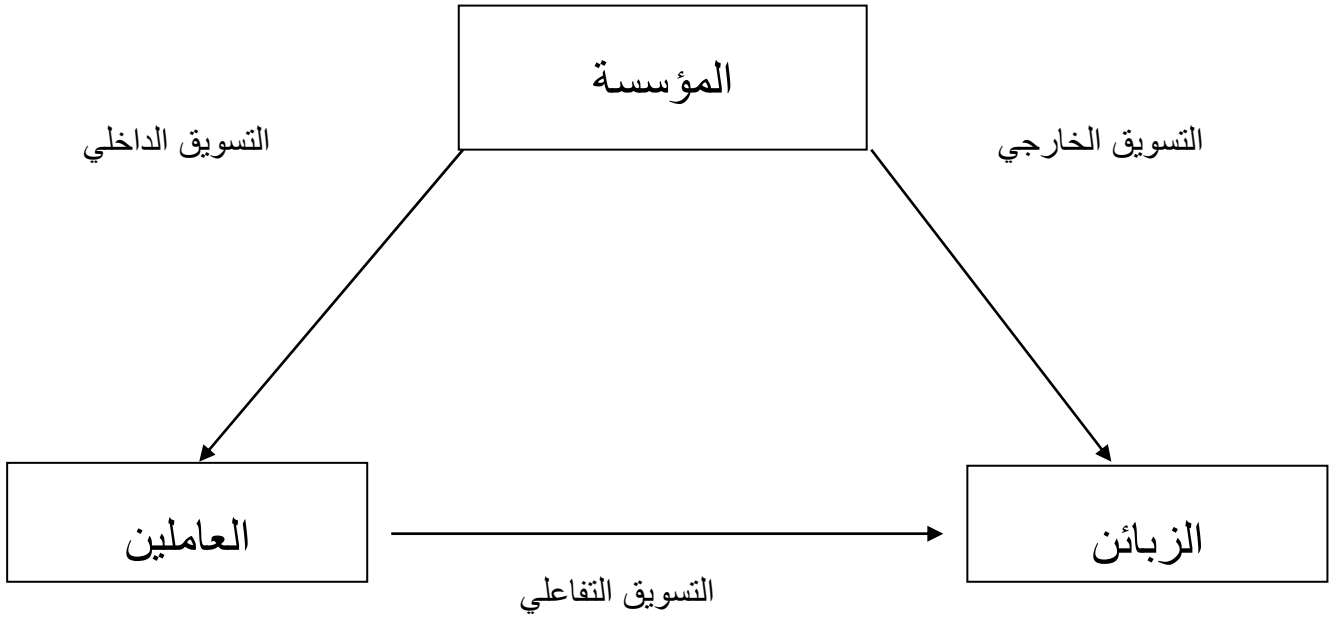 المؤسسة
التسويق الخارجي
التسويق الداخلي
الزبائن
العاملين
التسويق التفاعلي